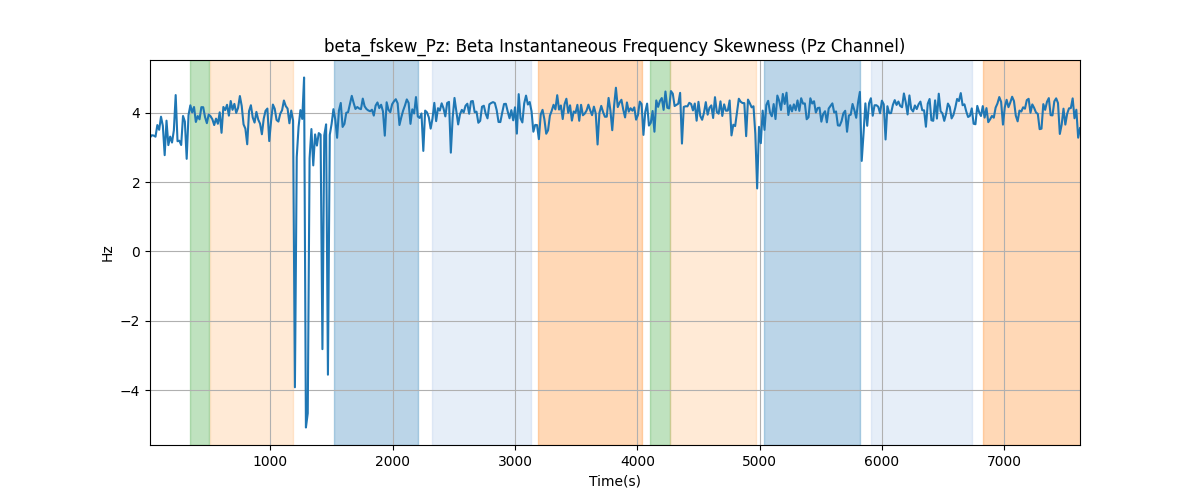 beta_fskew_Pz: Beta Instantaneous Frequency Skewness (Pz Channel)
4
2
0
−2
−4
Hz
1000 2000 3000 4000 5000 6000 7000
Time(s)